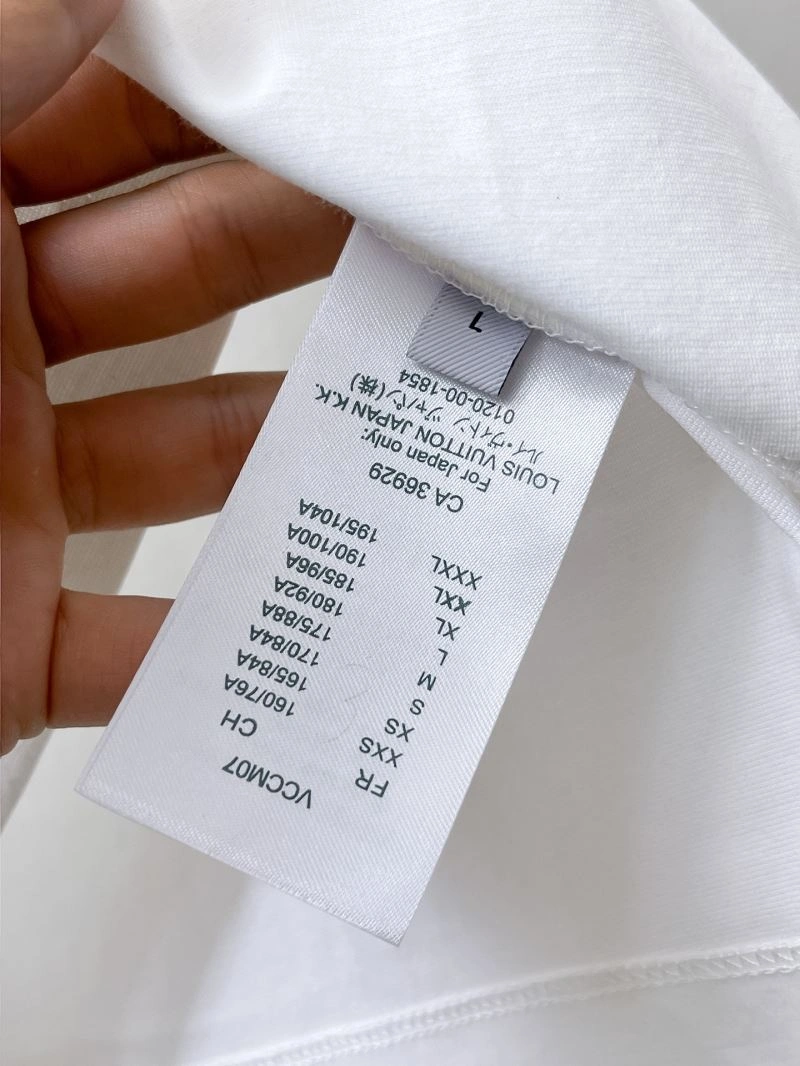 VCCM07
FR CH
XXS 160/76A
XS 165/84A
S 170/84A
M 175/88A
L 180/92A
XL 185/96A
XXL 190/100A
XXXL 195/104A
CA 36929
For Japan only:
LOUIS VUITTON JAPAN K.K.
ルイ・ヴィトン ジャパン(株)
0120-00-1854
L